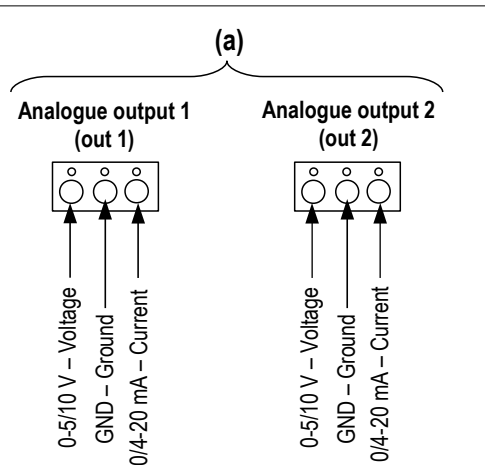 (a)
Analogue output 1
(out 1)
0-5/10 V – Voltage
GND – Ground
0/4-20 mA – Current
Analogue output 2
(out 2)
0-5/10 V – Voltage
GND – Ground
0/4-20 mA – Current